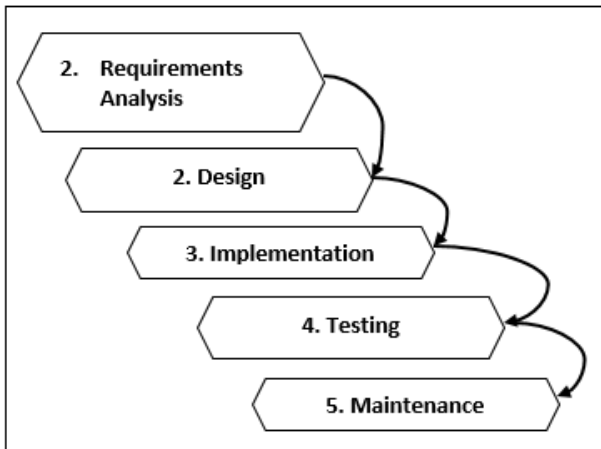 2. Requirements
Analysis
2. Design
3. Implementation
4. Testing
5. Maintenance